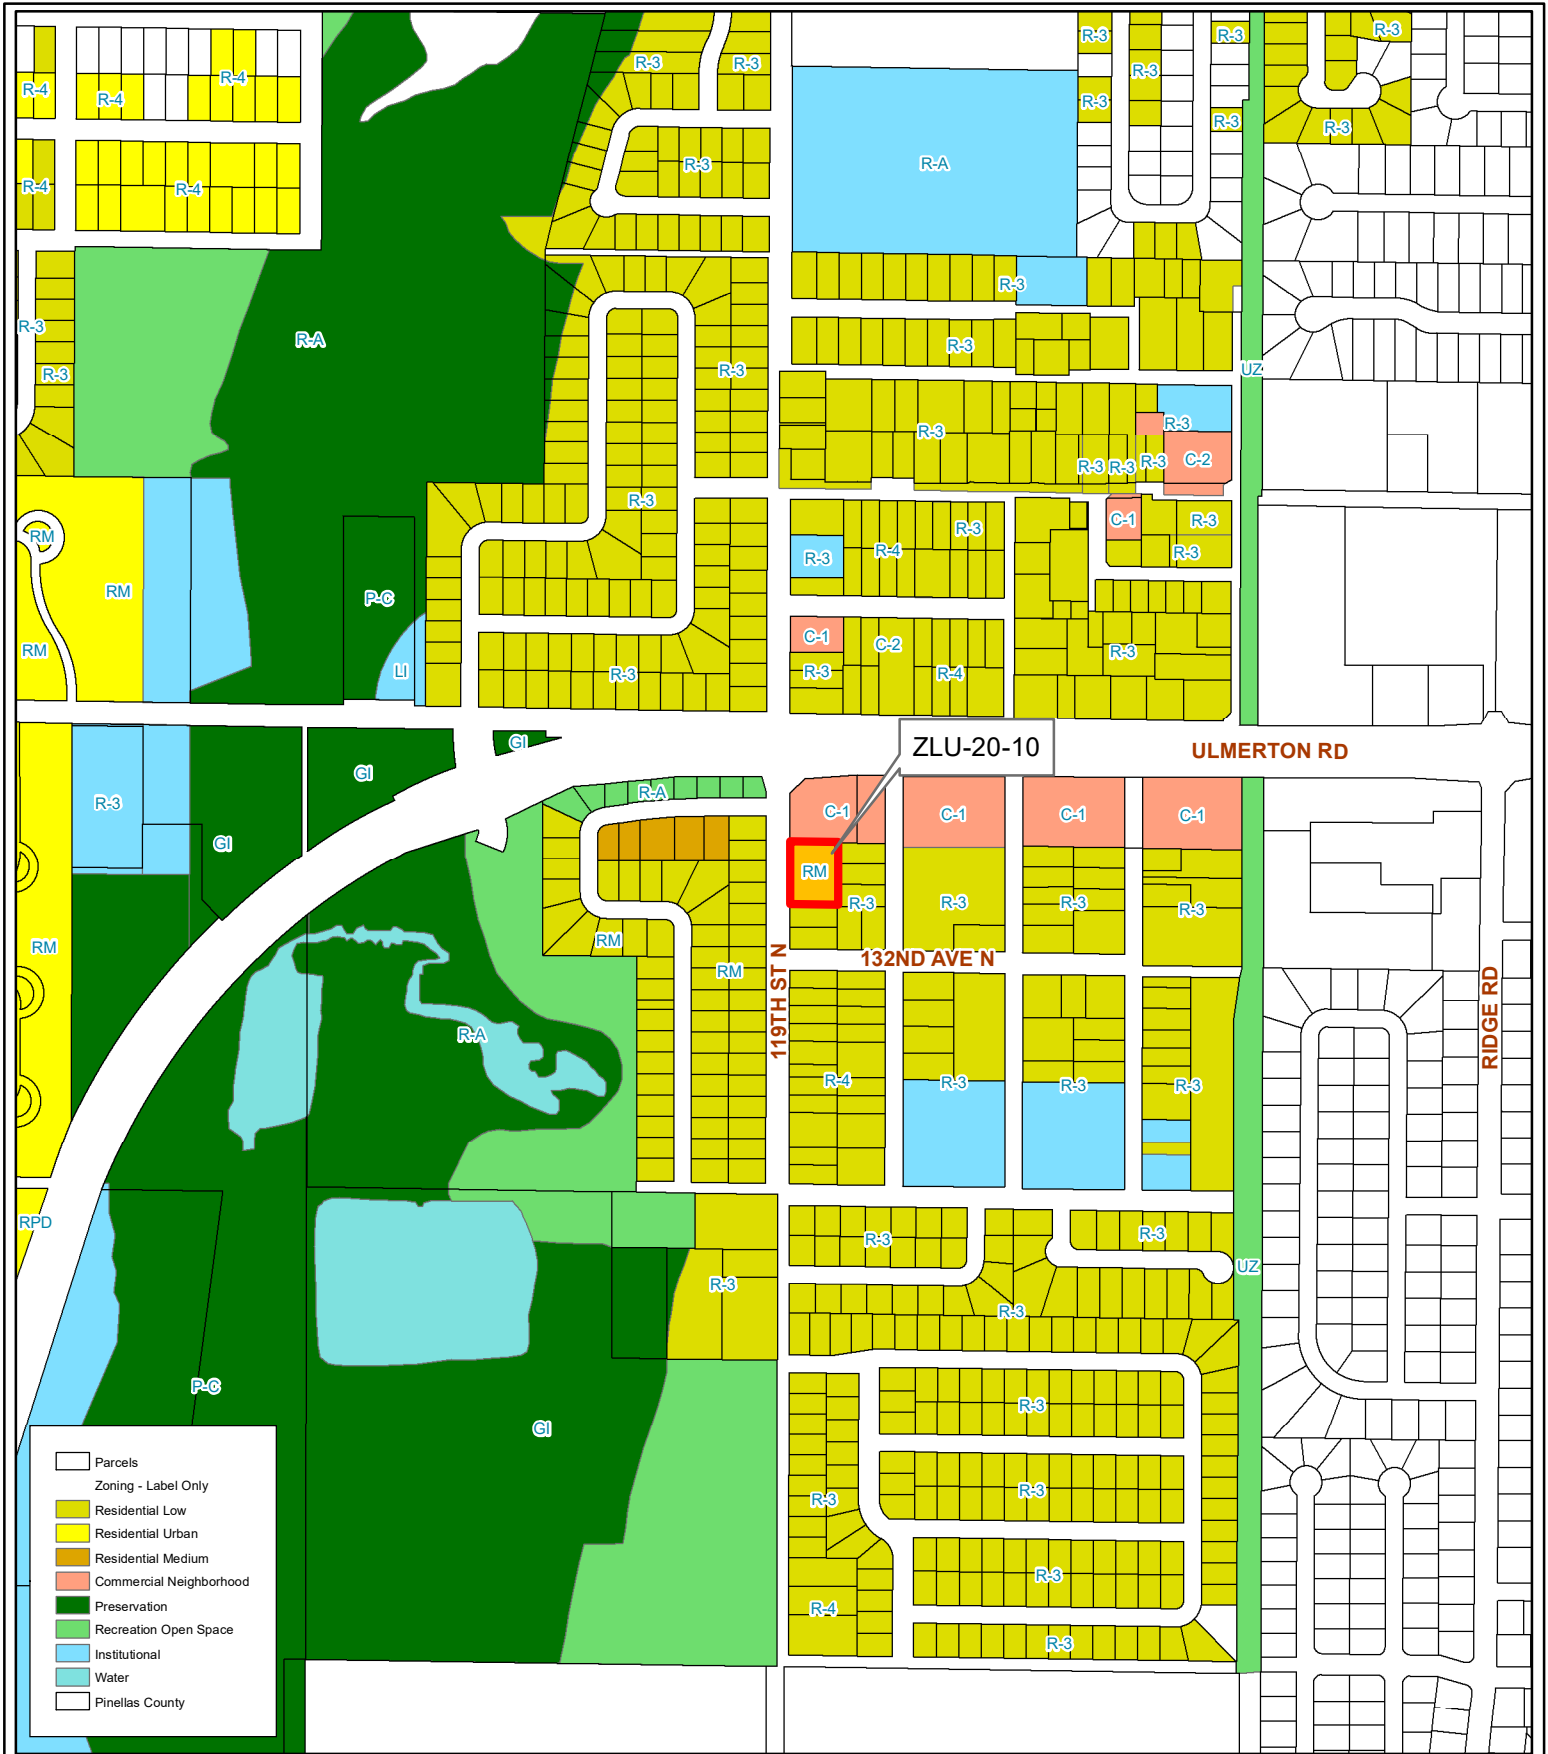 R-3
R-3
R-3
R-3
R-3
R-3
R-4
R-4
R-4
R-3
R-3
R-3
R-3
R-A
R-3
R-4
R-4
R-3
R-3
R-A
R-3
R-3
R-3
UZ
R-3
R-3
R-3
R-3
R-3
R-3
C-2
R-3
C-1
R-3
R-3
RM
R-3
R-4
R-3
RM
P-C
C-1
C-2
R-3
RM
LI
R-3
R-3
R-4
GI
ZLU-20-10
ULMERTON RD
GI
R-A
R-3
C-1
C-1
C-1
C-1
GI
RM
R-3
R-3
R-3
R-3
RM
RM
RM
132ND AVE N
119TH ST N
RIDGE RD
R-A
R-4
R-3
R-3
R-3
RPD
R-3
R-3
UZ
R-3
R-3
P-C
R-3
GI
R-3
R-3
R-3
R-4
R-3
Parcels
Zoning - Label Only
Residential Low
Residential Urban
Residential Medium
Commercial Neighborhood
Preservation
Recreation Open Space
Institutional
Water
Pinellas County